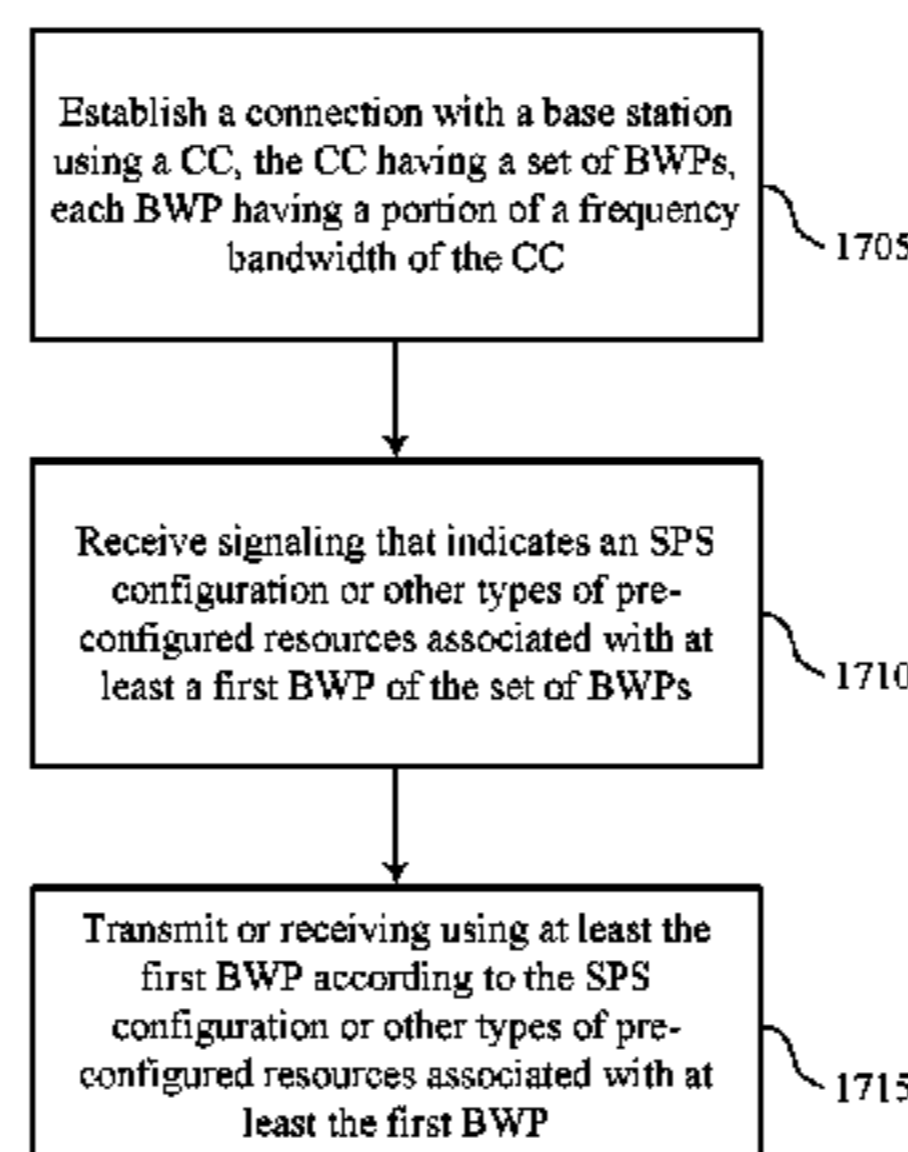 Establish a connection with a base station
using a CC, the CC having a set of BWPs,
each BWP having a portion of a frequency
bandwidth of the CC
1705
Receive signaling that indicates an SPS
configuration or other types of pre-
configured resources associated with at
least a first BWP of the set of BWPs
1710
Transmit or receiving using at least the
first BWP according to the SPS
configuration or other types of pre-
configured resources associated with at
least the first BWP
1715